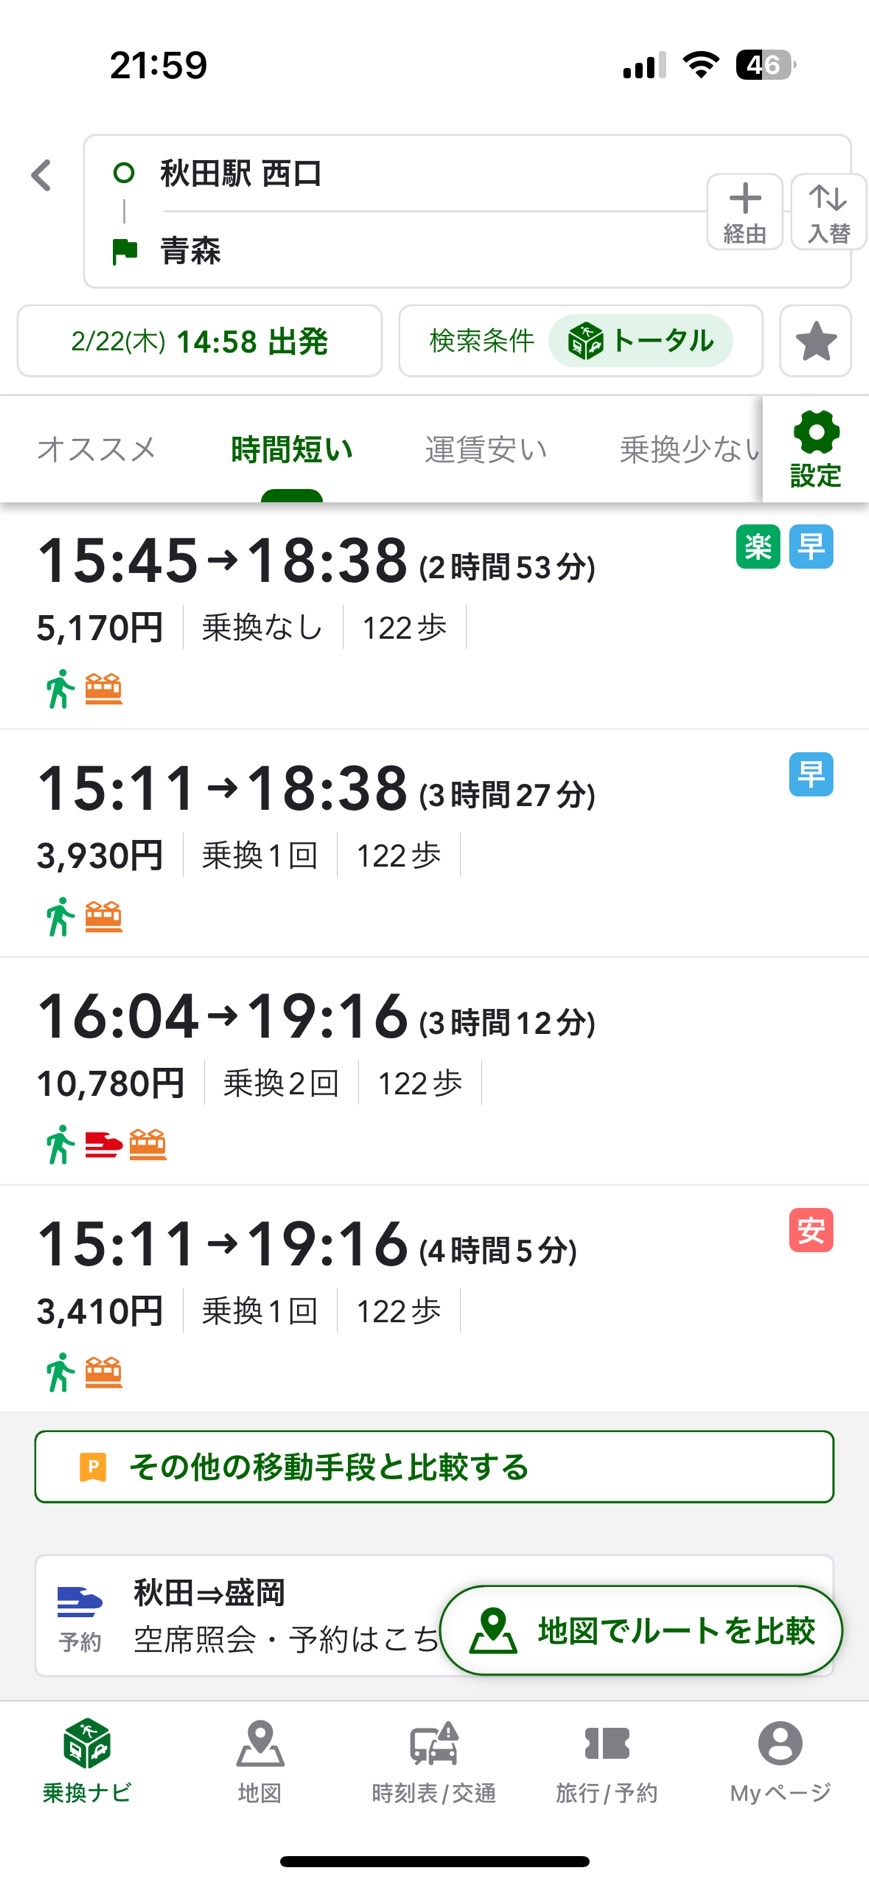 21:59
46
秋田駅 西口
青森
経由
入替
2/22(木) 14:58 出発
検索条件 トータル
オススメ 時間短い 運賃安い 乗換少ない
設定
15:45→18:38 (2時間53分)
楽 早
5,170円 乗換なし 122歩
15:11→18:38 (3時間27分)
早
3,930円 乗換1回 122歩
16:04→19:16 (3時間12分)
10,780円 乗換2回 122歩
15:11→19:16 (4時間5分)
安
3,410円 乗換1回 122歩
P その他の移動手段と比較する
秋田⇒盛岡
予約 空席照会・予約はこち
地図でルートを比較
乗換ナビ 地図 時刻表/交通 旅行/予約 Myページ